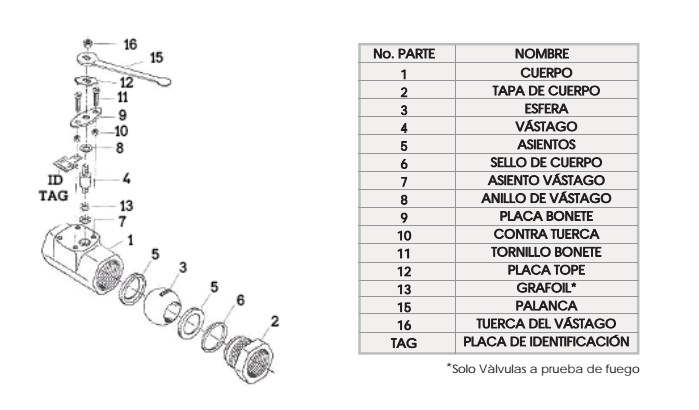 16
15
12
11
9
10
8
ID
TAG
4
13
7
1
5
3
5
6
2
No. PARTE NOMBRE
1 CUERPO
2 TAPA DE CUERPO
3 ESFERA
4 VÁSTAGO
5 ASIENTOS
6 SELLO DE CUERPO
7 ASIENTO VÁSTAGO
8 ANILLO DE VÁSTAGO
9 PLACA BONETE
10 CONTRA TUERCA
11 TORNILLO BONETE
12 PLACA TOPE
13 GRAFOIL*
15 PALANCA
16 TUERCA DEL VÁSTAGO
TAG PLACA DE IDENTIFICACIÓN
*Solo Vàlvulas a prueba de fuego